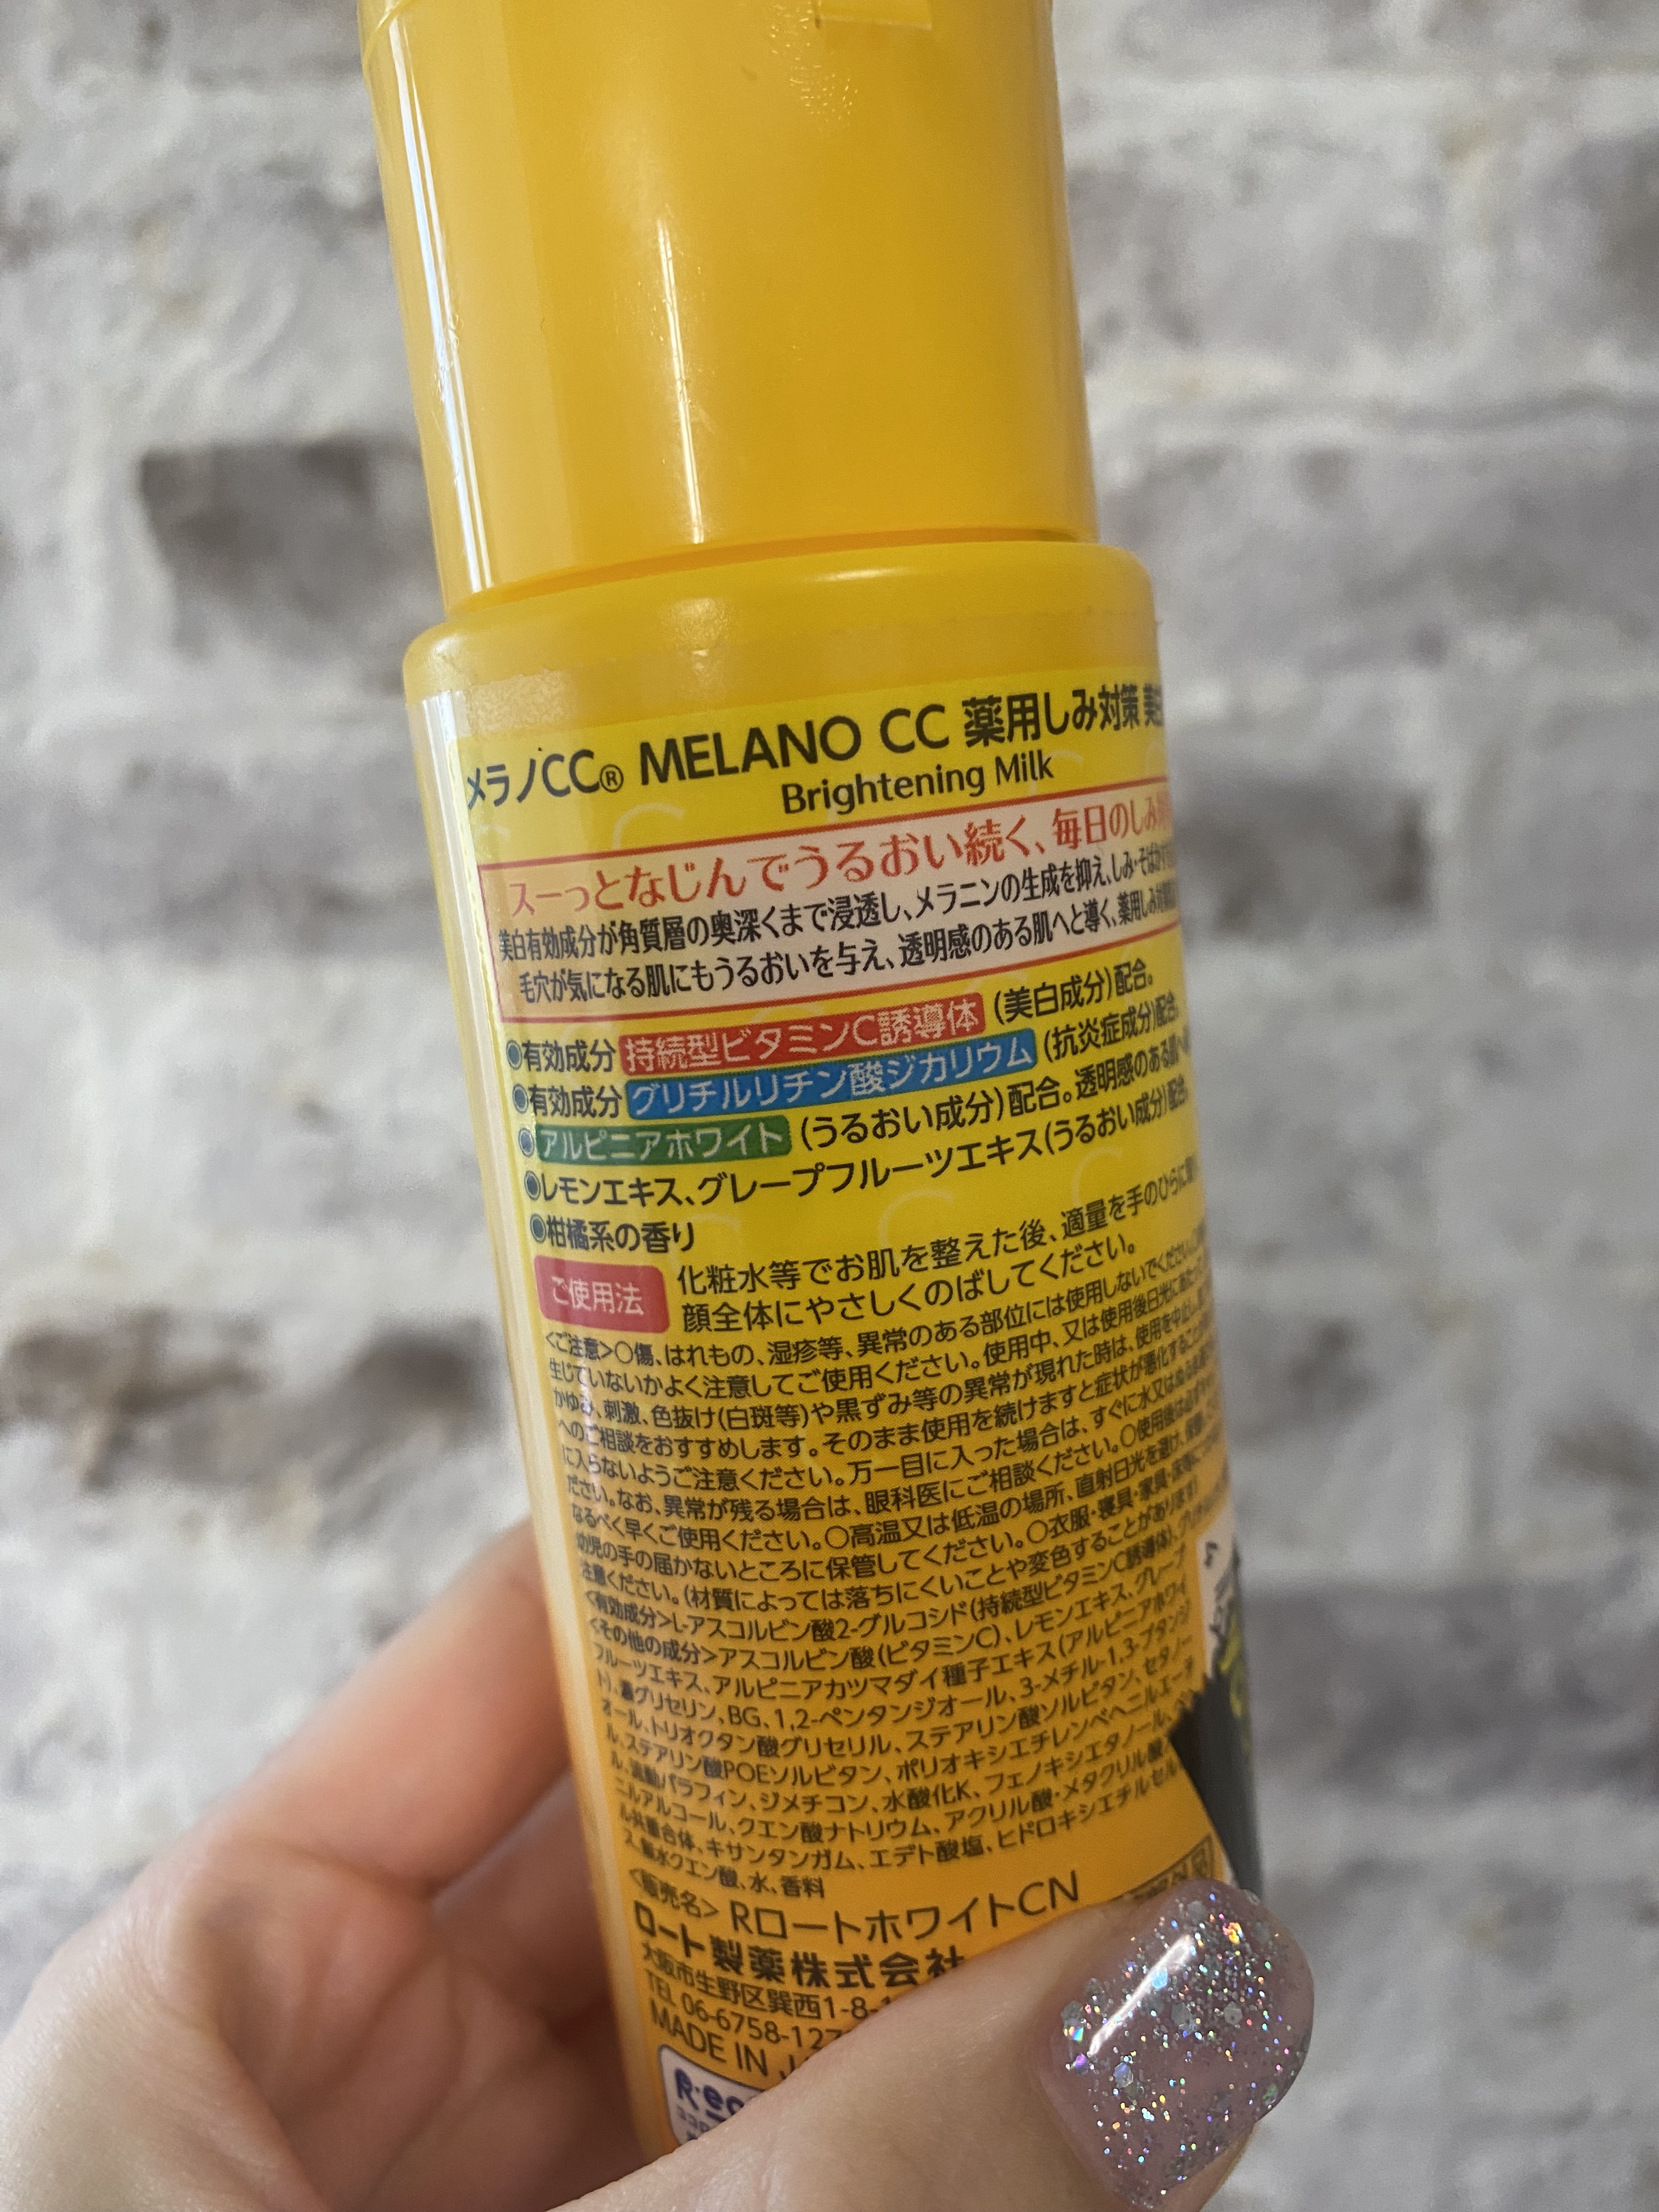 メラノCC® MELANO CC 薬用しみ対策 美
Brightening Milk
スーっとなじんでうるおい続く、毎日のしみ
美白有効成分が角質層の奥深くまで浸透し、メラニンの生成を抑え、しみ・そばかす
毛穴が気になる肌にもうるおいを与え、透明感のある肌へと導く、薬用しみ対策
●有効成分 持続型ビタミンC誘導体 (美白成分)配合。
●有効成分 グリチルリチン酸ジカリウム (抗炎症成分)配合。
●アルピニアホワイト (うるおい成分)配合。透明感のある肌へ
●レモンエキス、グレープフルーツエキス(うるおい成分)配合。
●柑橘系の香り
ご使用法 化粧水等でお肌を整えた後、適量を手のひらに
顔全体にやさしくのばしてください。
<ご注意>○傷、はれもの、湿疹等、異常のある部位には使用しないでください。
生じていないかよく注意してご使用ください。使用中、又は使用後日光にあたって
かゆみ、刺激、色抜け(白斑等)や黒ずみ等の異常が現れた時は、使用を中止し、
へのご相談をおすすめします。そのまま使用を続けますと症状が悪化すること
に入らないようご注意ください。万一目に入った場合は、すぐに水又はぬるま湯で
ださい。なお、異常が残る場合は、眼科医にご相談ください。○使用後は必ず
なるべく早くご使用ください。○高温又は低温の場所、直射日光を避け、
幼児の手の届かないところに保管してください。○衣服・寝具・家具・床等に
注意ください。(材質によっては落ちにくいことや変色することがあります)
<有効成分>L-アスコルビン酸2-グルコシド(持続型ビタミンC誘導体)、グリチル
<その他の成分>アスコルビン酸(ビタミンC)、レモンエキス、グレープ
フルーツエキス、アルピニアカツマダイ種子エキス(アルピニアホワイ
ト)、濃グリセリン、BG、1,2-ペンタンジオール、3-メチル-1,3-ブタンジ
オール、トリオクタン酸グリセリル、ステアリン酸ソルビタン、セタノー
ル、ステアリン酸POEソルビタン、ポリオキシエチレンベヘニルエーテ
ル、流動パラフィン、ジメチコン、水酸化K、フェノキシエタノール、ベヘ
ニルアルコール、クエン酸ナトリウム、アクリル酸・メタクリル酸
ル共重合体、キサンタンガム、エデト酸塩、ヒドロキシエチルセルロー
ス、無水クエン酸、水、香料
<販売名> RロートホワイトCN
ロート製薬株式会社
大阪市生野区巽西1-8-
TEL 06-6758-127
MADE IN